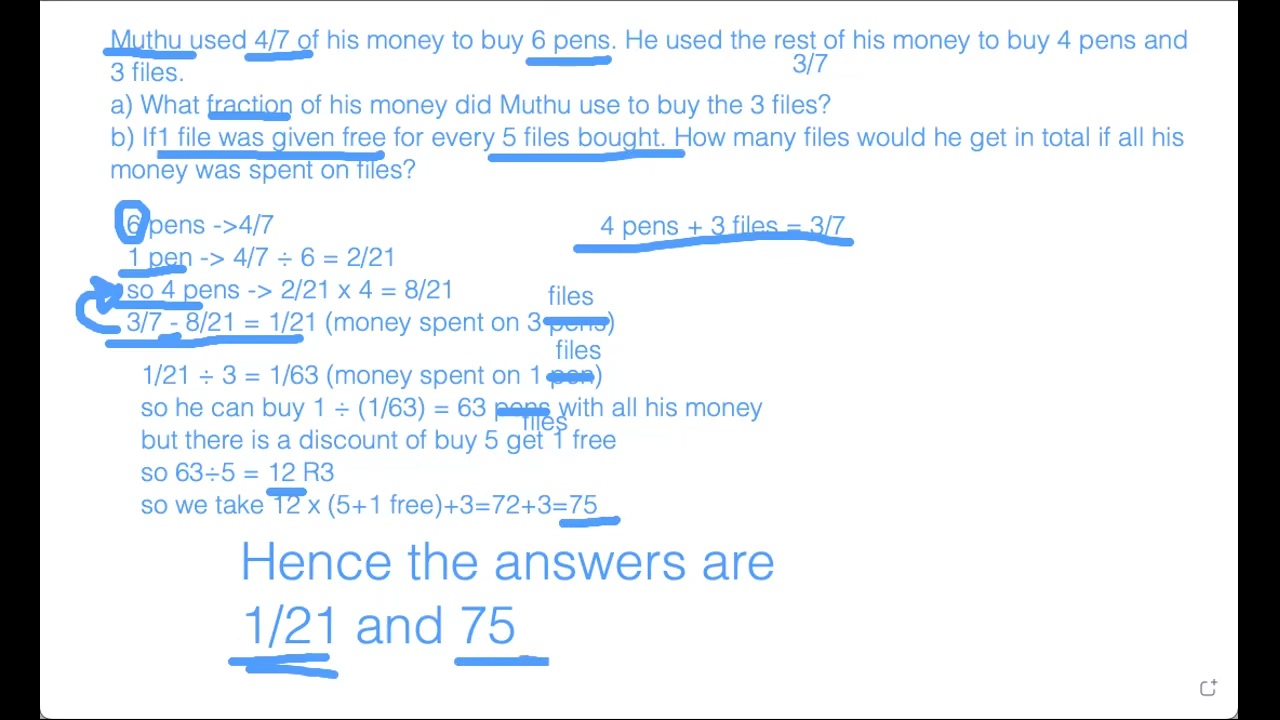 Muthu used 4/7 of his money to buy 6 pens. He used the rest of his money to buy 4 pens and
3/7
3 files.
a) What fraction of his money did Muthu use to buy the 3 files?
b) If1 file was given free for every 5 files bought. How many files would he get in total if all his
money was spent on files?
6 pens ->4/7
4 pens + 3 files = 3/7
1 pen -> 4/7 ÷ 6 = 2/21
so 4 pens -> 2/21 x 4 = 8/21
files
3/7 - 8/21 = 1/21 (money spent on 3 pens)
files
1/21 ÷ 3 = 1/63 (money spent on 1 pen)
so he can buy 1 ÷ (1/63) = 63 pens with all his money
files
but there is a discount of buy 5 get 1 free
so 63÷5 = 12 R3
so we take 12 x (5+1 free)+3=72+3=75
Hence the answers are
1/21 and 75